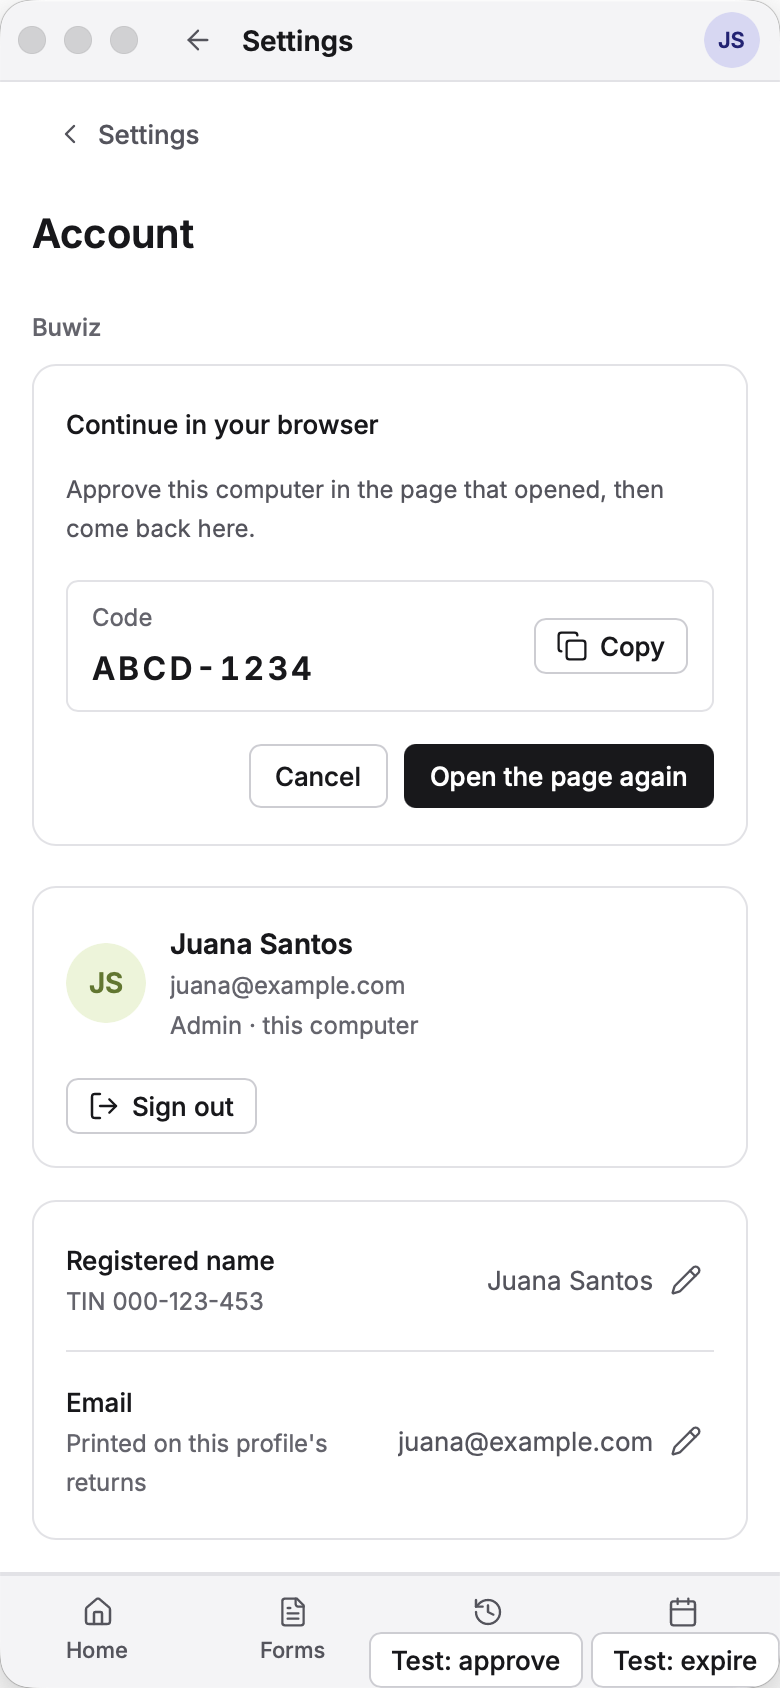 Settings
JS
Settings
Account
Buwiz
Continue in your browser
Approve this computer in the page that opened, then
come back here.
Code
ABCD-1234
Copy
Cancel
Open the page again
JS
Juana Santos
juana@example.com
Admin · this computer
Sign out
Registered name
TIN 000-123-453
Juana Santos
Email
Printed on this profile's
returns
juana@example.com
Home
Forms
Test: approve
Test: expire